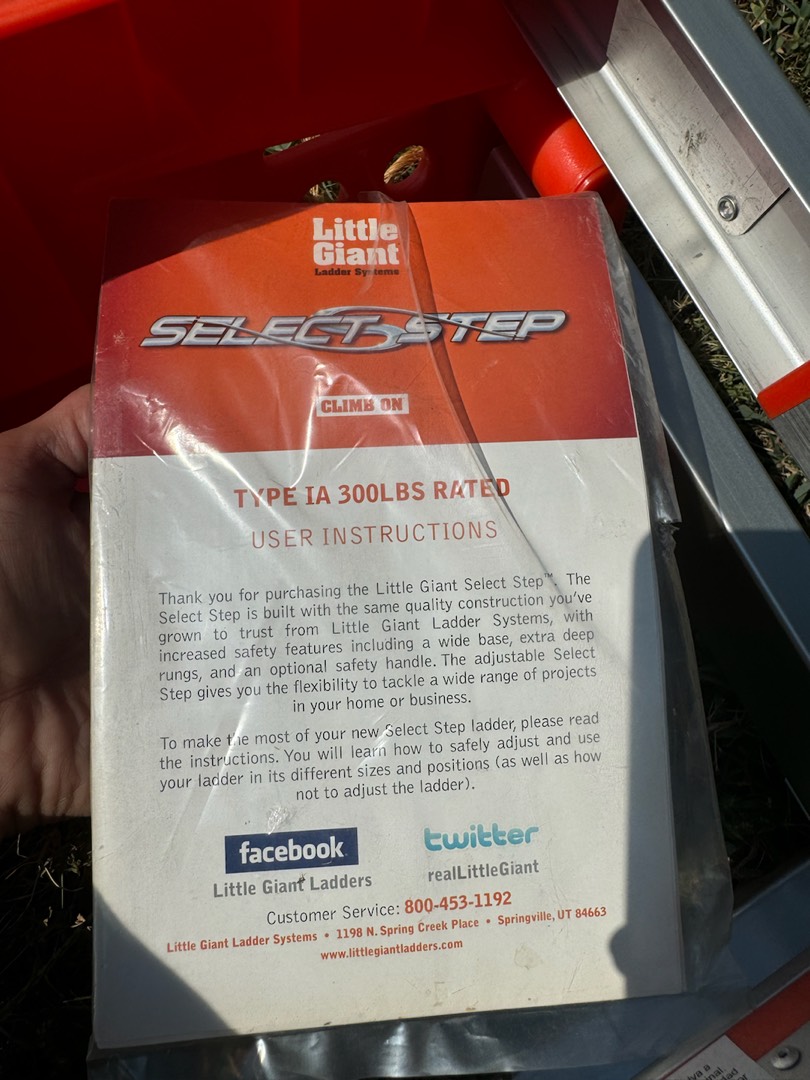 Little
Giant
Ladder Systems
SELECT STEP
CLIMB ON
TYPE IA 300LBS RATED
USER INSTRUCTIONS
Thank you for purchasing the Little Giant Select Step™. The
Select Step is built with the same quality construction you've
grown to trust from Little Giant Ladder Systems, with
increased safety features including a wide base, extra deep
rungs, and an optional safety handle. The adjustable Select
Step gives you the flexibility to tackle a wide range of projects
in your home or business.
To make the most of your new Select Step ladder, please read
the instructions. You will learn how to safely adjust and use
your ladder in its different sizes and positions (as well as how
not to adjust the ladder).
facebook
twitter
Little Giant Ladders
realLittleGiant
Customer Service: 800-453-1192
Little Giant Ladder Systems • 1198 N. Spring Creek Place • Springville, UT 84663
www.littlegiantladders.com